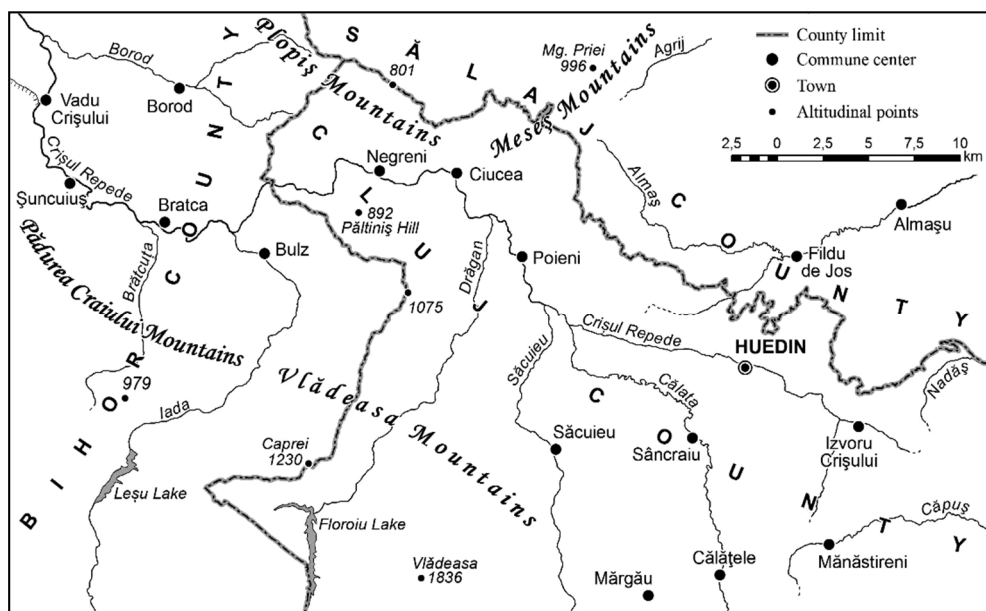 Borod
Borod
Vadu
Crişului
Plopiş
Mountains
801
Mg. Priei
996
Agrij
Meseş Mountains
SĂLAJ COUNTY
County limit
Commune center
Town
Altitudinal points
2,5 0 2,5 5 7,5 10
km
Crişul Repede
Şuncuiuş
Bratca
Bulz
Negreni
Ciucea
892
Păltiniş Hill
1075
Drăgan
Poieni
Almaş
Almaşu
Fildu
de Jos
Pădurea Craiului Mountains
Brătcuţa
979
Iada
BIHOR COUNTY
CLUJ COUNTY
Vlădeasa Mountains
Crişul Repede
HUEDIN
Nadăş
Săcuieu
Săcuieu
Călata
Sâncraiu
Izvoru
Crişului
Caprei
1230
Leșu Lake
Floroiu Lake
Vlădeasa
1836
Mărgău
Călăţele
Mănăstireni
Căpuş